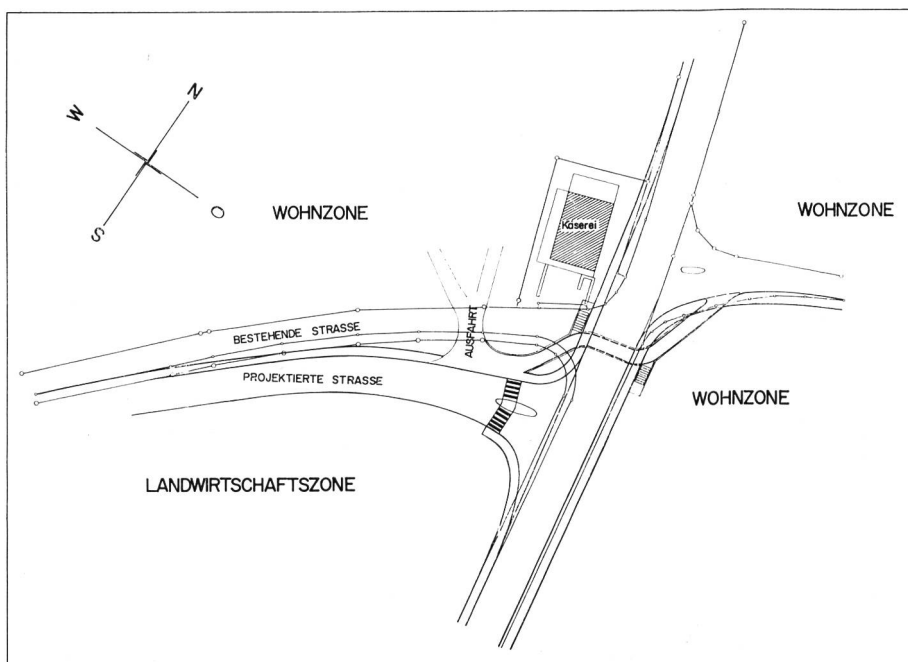 N
W
S
O
WOHNZONE
WOHNZONE
Käserei
AUSFAHRT
BESTEHENDE STRASSE
PROJEKTIERTE STRASSE
WOHNZONE
LANDWIRTSCHAFTSZONE